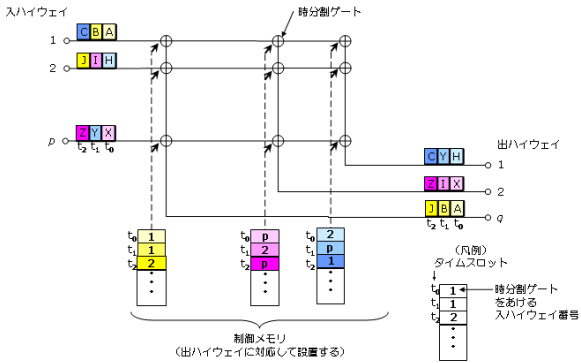 入ハイウェイ
時分割ゲート
1
C B A
2
J I H
p
Z Y X
t2 t1 t0
出ハイウェイ
C Y H
1
Z I X
2
J B A
q
t2 t1 t0
t0 1
t1 1
t2 2
t0 p
t1 2
t2 p
t0 2
t1 p
t2 1
(凡例)
タイムスロット
t0 1
t1 1
t2 2
時分割ゲート
をあける
入ハイウェイ番号
制御メモリ
(出ハイウェイに対応して設置する)